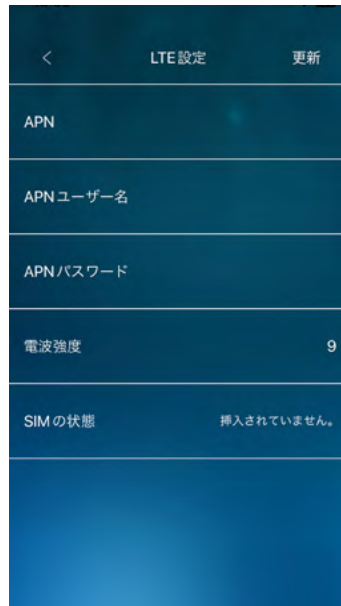 LTE設定
更新
APN
APNユーザー名
APNパスワード
電波強度
9
SIMの状態
挿入されていません。